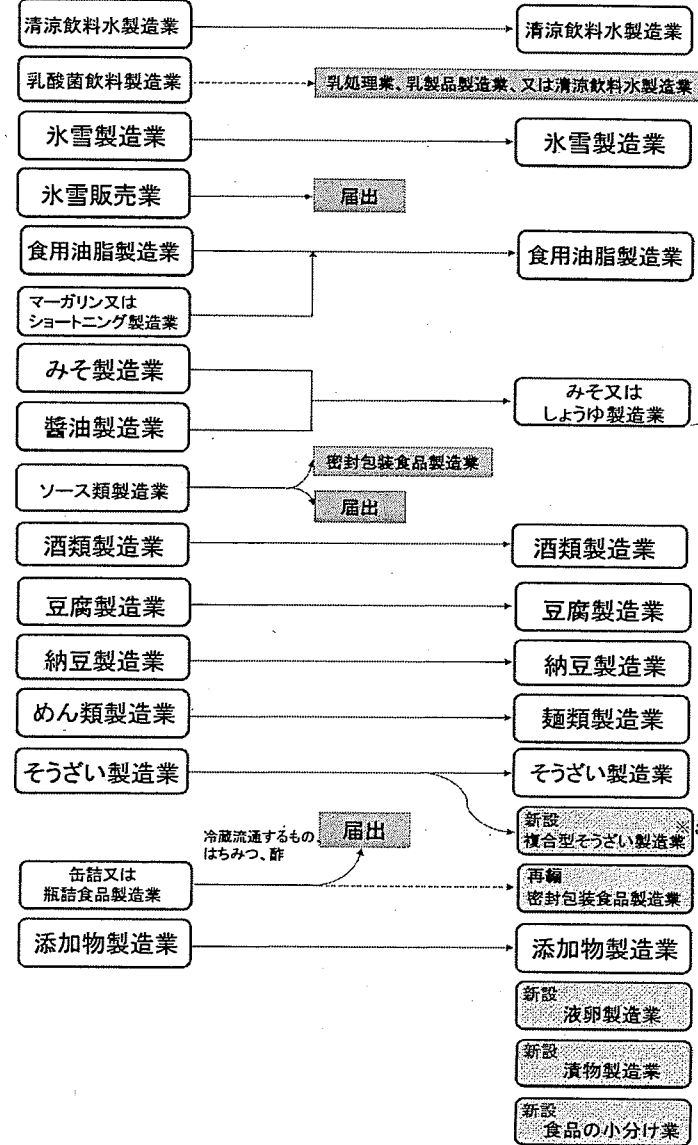 清涼飲料水製造業
清涼飲料水製造業
乳酸菌飲料製造業
乳処理業、乳製品製造業、又は清涼飲料水製造業
氷雪製造業
氷雪製造業
氷雪販売業
届出
食用油脂製造業
食用油脂製造業
マーガリン又は
ショートニング製造業
みそ製造業
醬油製造業
みそ又は
しょうゆ製造業
ソース類製造業
密封包装食品製造業
届出
酒類製造業
酒類製造業
豆腐製造業
豆腐製造業
納豆製造業
納豆製造業
めん類製造業
麺類製造業
そうざい製造業
そうざい製造業
新設
複合型そうざい製造業
※
冷蔵流通するもの、
はちみつ、酢
届出
缶詰又は
瓶詰食品製造業
再編
密封包装食品製造業
添加物製造業
添加物製造業
新設
液卵製造業
新設
漬物製造業
新設
食品の小分け業